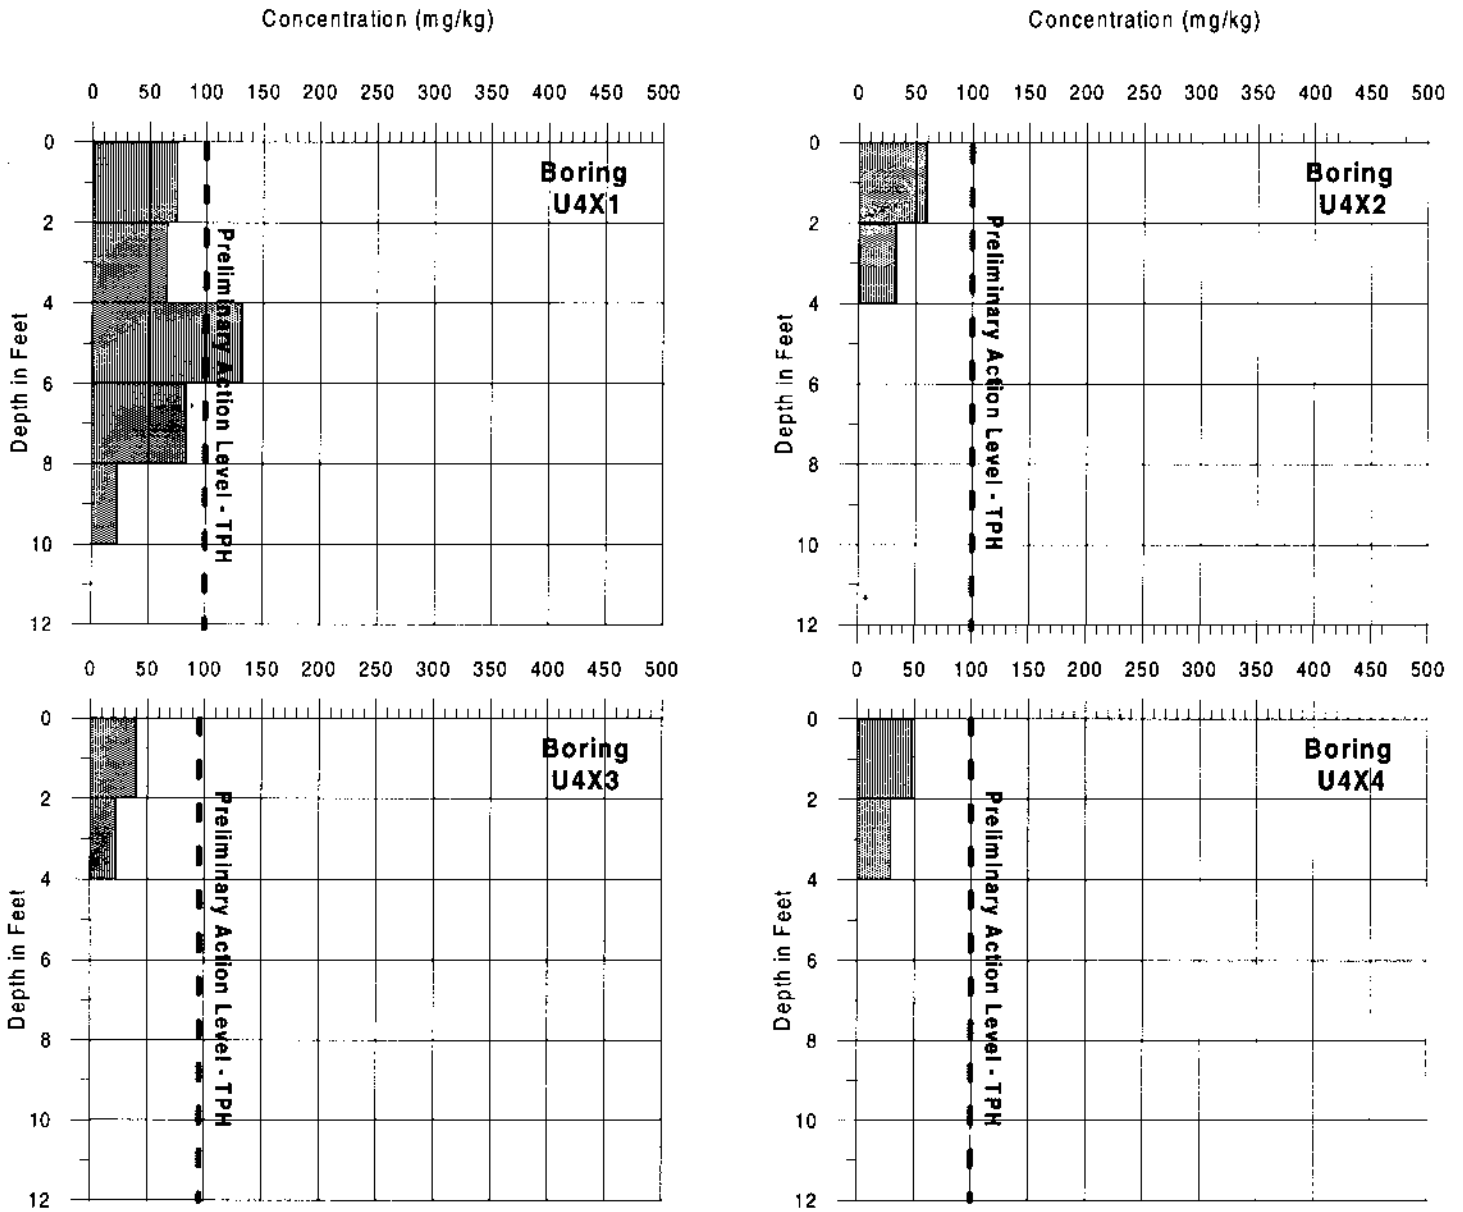 Concentration (mg/kg)
0 50 100 150 200 250 300 350 400 450 500
0
2
4
6
8
10
12
Depth in Feet
Boring
U4X1
Preliminary Action Level - TPH
Concentration (mg/kg)
0 50 100 150 200 250 300 350 400 450 500
0
2
4
6
8
10
12
Depth in Feet
Boring
U4X2
Preliminary Action Level - TPH
0 50 100 150 200 250 300 350 400 450 500
0
2
4
6
8
10
12
Depth in Feet
Boring
U4X3
Preliminary Action Level - TPH
0 50 100 150 200 250 300 350 400 450 500
0
2
4
6
8
10
12
Depth in Feet
Boring
U4X4
Preliminary Action Level - TPH